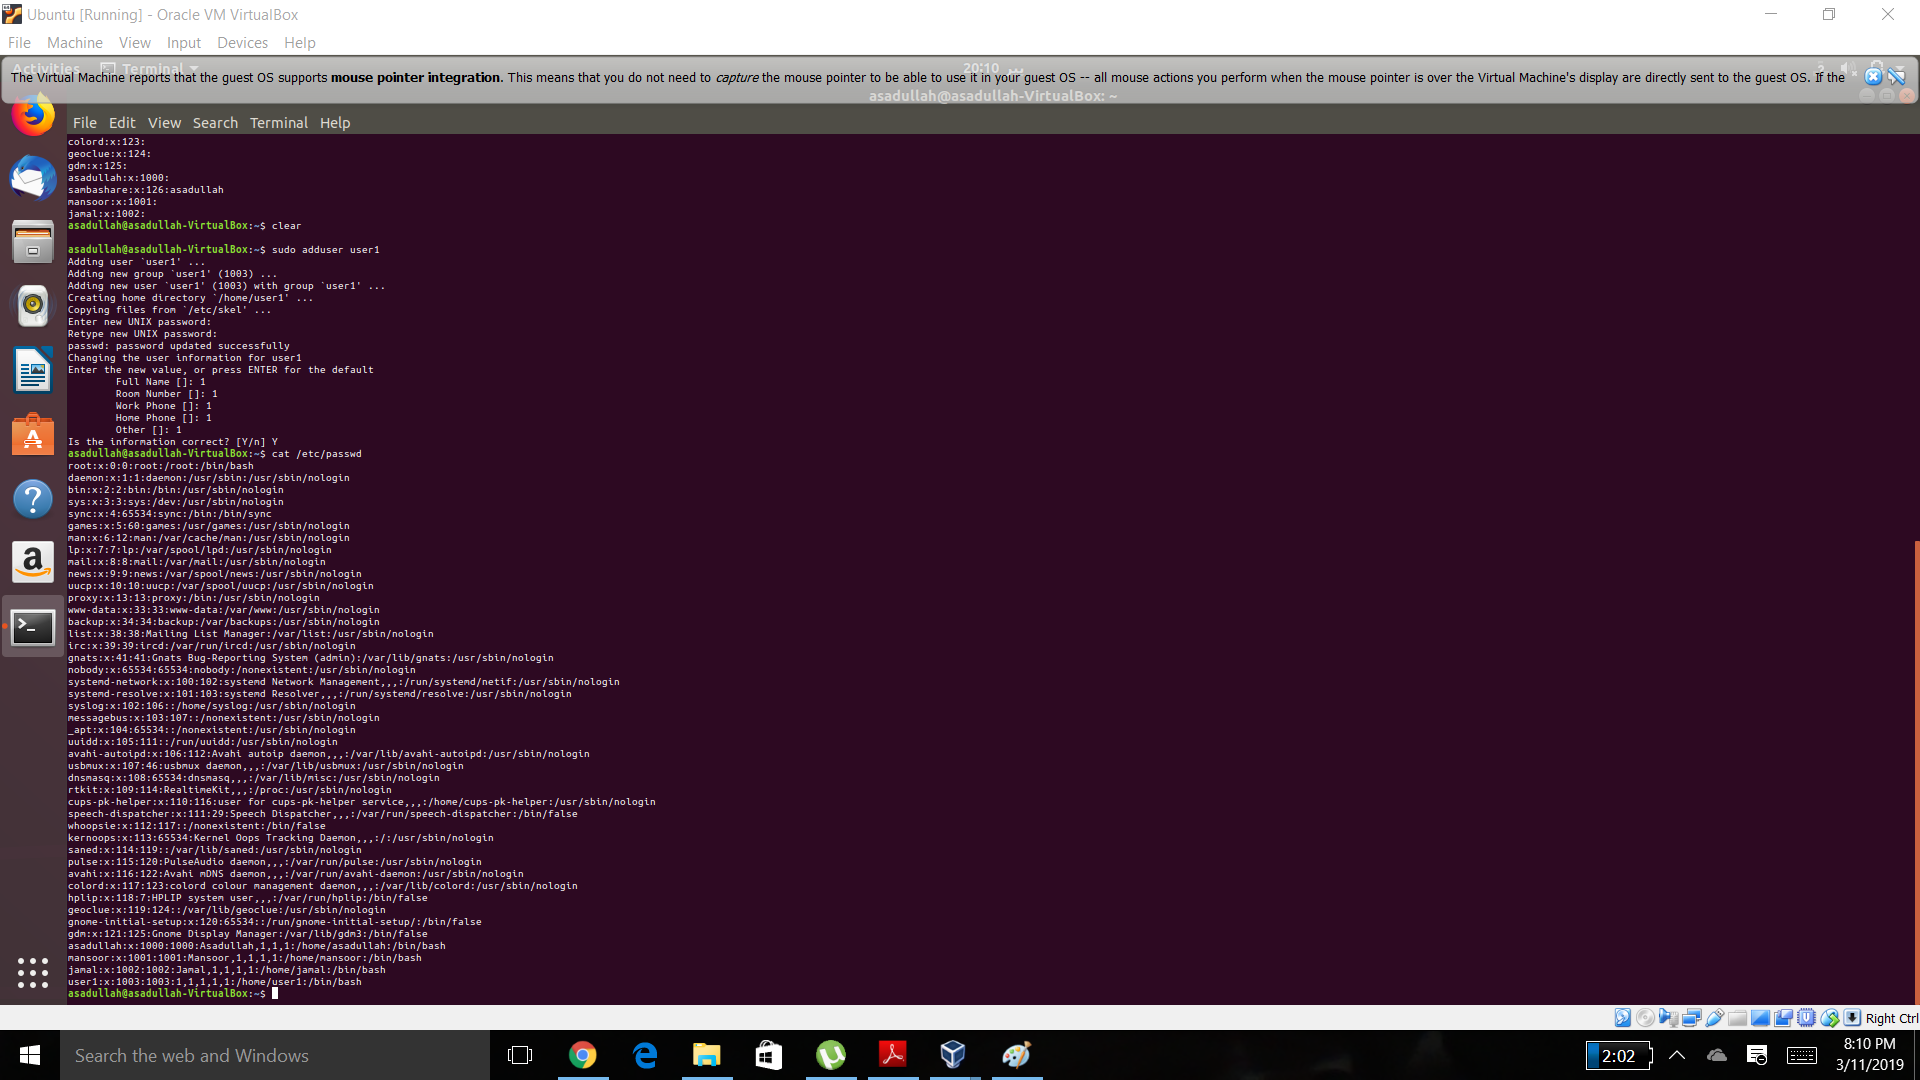 Ubuntu [Running] - Oracle VM VirtualBox
File Machine View Input Devices Help
Activities Terminal 20:10
The Virtual Machine reports that the guest OS supports mouse pointer integration. This means that you do not need to capture the mouse pointer to be able to use it in your guest OS -- all mouse actions you perform when the mouse pointer is over the Virtual Machine's display are directly sent to the guest OS. If the
asadullah@asadullah-VirtualBox: ~
File Edit View Search Terminal Help
colord:x:123:
geoclue:x:124:
gdm:x:125:
asadullah:x:1000:
sambashare:x:126:asadullah
mansoor:x:1001:
jamal:x:1002:
asadullah@asadullah-VirtualBox:~$ clear
asadullah@asadullah-VirtualBox:~$ sudo adduser user1
Adding user `user1' ...
Adding new group `user1' (1003) ...
Adding new user `user1' (1003) with group `user1' ...
Creating home directory `/home/user1' ...
Copying files from `/etc/skel' ...
Enter new UNIX password:
Retype new UNIX password:
passwd: password updated successfully
Changing the user information for user1
Enter the new value, or press ENTER for the default
Full Name []: 1
Room Number []: 1
Work Phone []: 1
Home Phone []: 1
Other []: 1
Is the information correct? [Y/n] Y
asadullah@asadullah-VirtualBox:~$ cat /etc/passwd
root:x:0:0:root:/root:/bin/bash
daemon:x:1:1:daemon:/usr/sbin:/usr/sbin/nologin
bin:x:2:2:bin:/bin:/usr/sbin/nologin
sys:x:3:3:sys:/dev:/usr/sbin/nologin
sync:x:4:65534:sync:/bin:/bin/sync
games:x:5:60:games:/usr/games:/usr/sbin/nologin
man:x:6:12:man:/var/cache/man:/usr/sbin/nologin
lp:x:7:7:lp:/var/spool/lpd:/usr/sbin/nologin
mail:x:8:8:mail:/var/mail:/usr/sbin/nologin
news:x:9:9:news:/var/spool/news:/usr/sbin/nologin
uucp:x:10:10:uucp:/var/spool/uucp:/usr/sbin/nologin
proxy:x:13:13:proxy:/bin:/usr/sbin/nologin
www-data:x:33:33:www-data:/var/www:/usr/sbin/nologin
backup:x:34:34:backup:/var/backups:/usr/sbin/nologin
list:x:38:38:Mailing List Manager:/var/list:/usr/sbin/nologin
irc:x:39:39:ircd:/var/run/ircd:/usr/sbin/nologin
gnats:x:41:41:Gnats Bug-Reporting System (admin):/var/lib/gnats:/usr/sbin/nologin
nobody:x:65534:65534:nobody:/nonexistent:/usr/sbin/nologin
systemd-network:x:100:102:systemd Network Management,,,:/run/systemd/netif:/usr/sbin/nologin
systemd-resolve:x:101:103:systemd Resolver,,,:/run/systemd/resolve:/usr/sbin/nologin
syslog:x:102:106::/home/syslog:/usr/sbin/nologin
messagebus:x:103:107::/nonexistent:/usr/sbin/nologin
_apt:x:104:65534::/nonexistent:/usr/sbin/nologin
uuidd:x:105:111::/run/uuidd:/usr/sbin/nologin
avahi-autoipd:x:106:112:Avahi autoip daemon,,,:/var/lib/avahi-autoipd:/usr/sbin/nologin
usbmux:x:107:46:usbmux daemon,,,:/var/lib/usbmux:/usr/sbin/nologin
dnsmasq:x:108:65534:dnsmasq,,,:/var/lib/misc:/usr/sbin/nologin
rtkit:x:109:114:RealtimeKit,,,:/proc:/usr/sbin/nologin
cups-pk-helper:x:110:116:user for cups-pk-helper service,,,:/home/cups-pk-helper:/usr/sbin/nologin
speech-dispatcher:x:111:29:Speech Dispatcher,,,:/var/run/speech-dispatcher:/bin/false
whoopsie:x:112:117::/nonexistent:/bin/false
kernoops:x:113:65534:Kernel Oops Tracking Daemon,,,:/:/usr/sbin/nologin
saned:x:114:119::/var/lib/saned:/usr/sbin/nologin
pulse:x:115:120:PulseAudio daemon,,,:/var/run/pulse:/usr/sbin/nologin
avahi:x:116:122:Avahi mDNS daemon,,,:/var/run/avahi-daemon:/usr/sbin/nologin
colord:x:117:123:colord colour management daemon,,,:/var/lib/colord:/usr/sbin/nologin
hplip:x:118:7:HPLIP system user,,,:/var/run/hplip:/bin/false
geoclue:x:119:124::/var/lib/geoclue:/usr/sbin/nologin
gnome-initial-setup:x:120:65534::/run/gnome-initial-setup/:/bin/false
gdm:x:121:125:Gnome Display Manager:/var/lib/gdm3:/bin/false
asadullah:x:1000:1000:Asadullah,1,1,1:/home/asadullah:/bin/bash
mansoor:x:1001:1001:Mansoor,1,1,1,1:/home/mansoor:/bin/bash
jamal:x:1002:1002:Jamal,1,1,1,1:/home/jamal:/bin/bash
user1:x:1003:1003:1,1,1,1,1:/home/user1:/bin/bash
asadullah@asadullah-VirtualBox:~$
Right Ctrl
Search the web and Windows
2:02
8:10 PM
3/11/2019